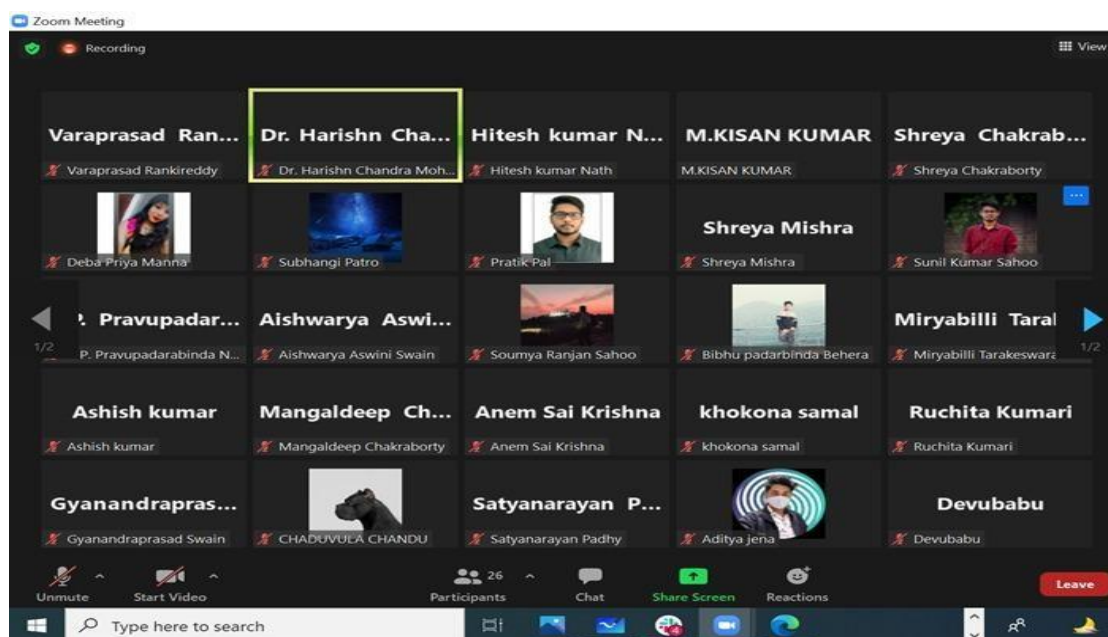 Zoom Meeting
Recording
View
Varaprasad Ran... Dr. Harishn Cha... Hitesh kumar N... M.KISAN KUMAR Shreya Chakrab...
Varaprasad Rankireddy Dr. Harishn Chandra Moh... Hitesh kumar Nath M.KISAN KUMAR Shreya Chakraborty
Shreya Mishra
Deba Priya Manna Subhangi Patro Pratik Pal Shreya Mishra Sunil Kumar Sahoo
P. Pravupadar... Aishwarya Aswi... Miryabilli Taral
1/2 P. Pravupadarabinda N... Aishwarya Aswini Swain Soumya Ranjan Sahoo Bibhu padarbinda Behera Miryabilli Tarakeswara 1/2
Ashish kumar Mangaldeep Ch... Anem Sai Krishna khokona samal Ruchita Kumari
Ashish kumar Mangaldeep Chakraborty Anem Sai Krishna khokona samal Ruchita Kumari
Gyanandrapras... Satyanarayan P... Devubabu
Gyanandraprasad Swain CHADUVULA CHANDU Satyanarayan Padhy Aditya jena Devubabu
26
Unmute Start Video Participants Chat Share Screen Reactions Leave
Type here to search 4